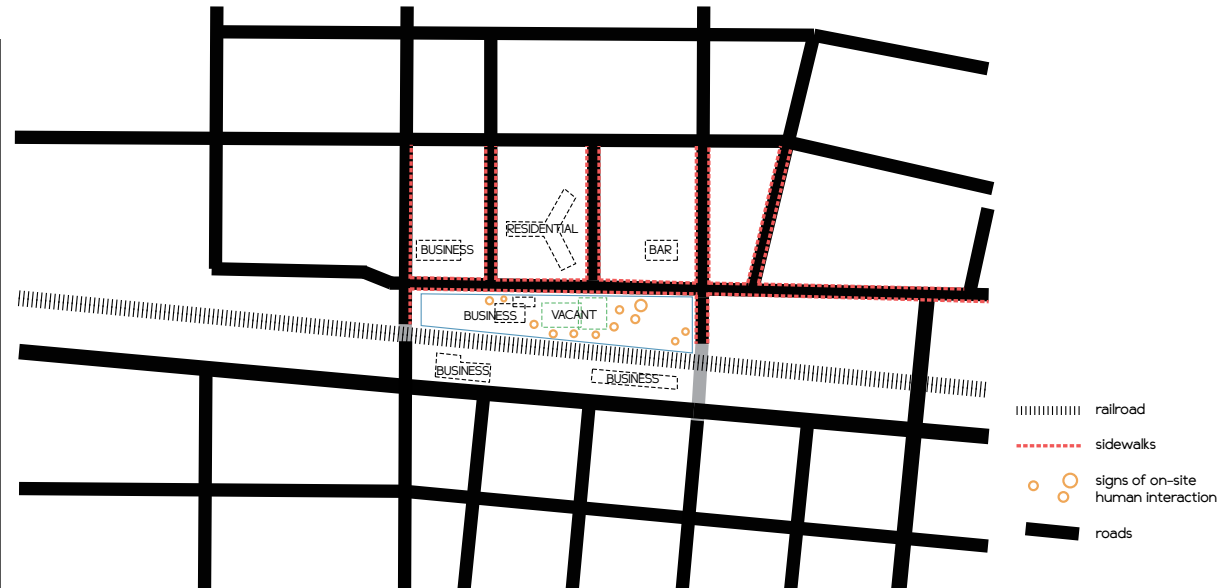 RESIDENTIAL
BUSINESS
BAR
BUSINESS
VACANT
BUSINESS
BUSINESS
railroad
sidewalks
signs of on-site
human interaction
roads